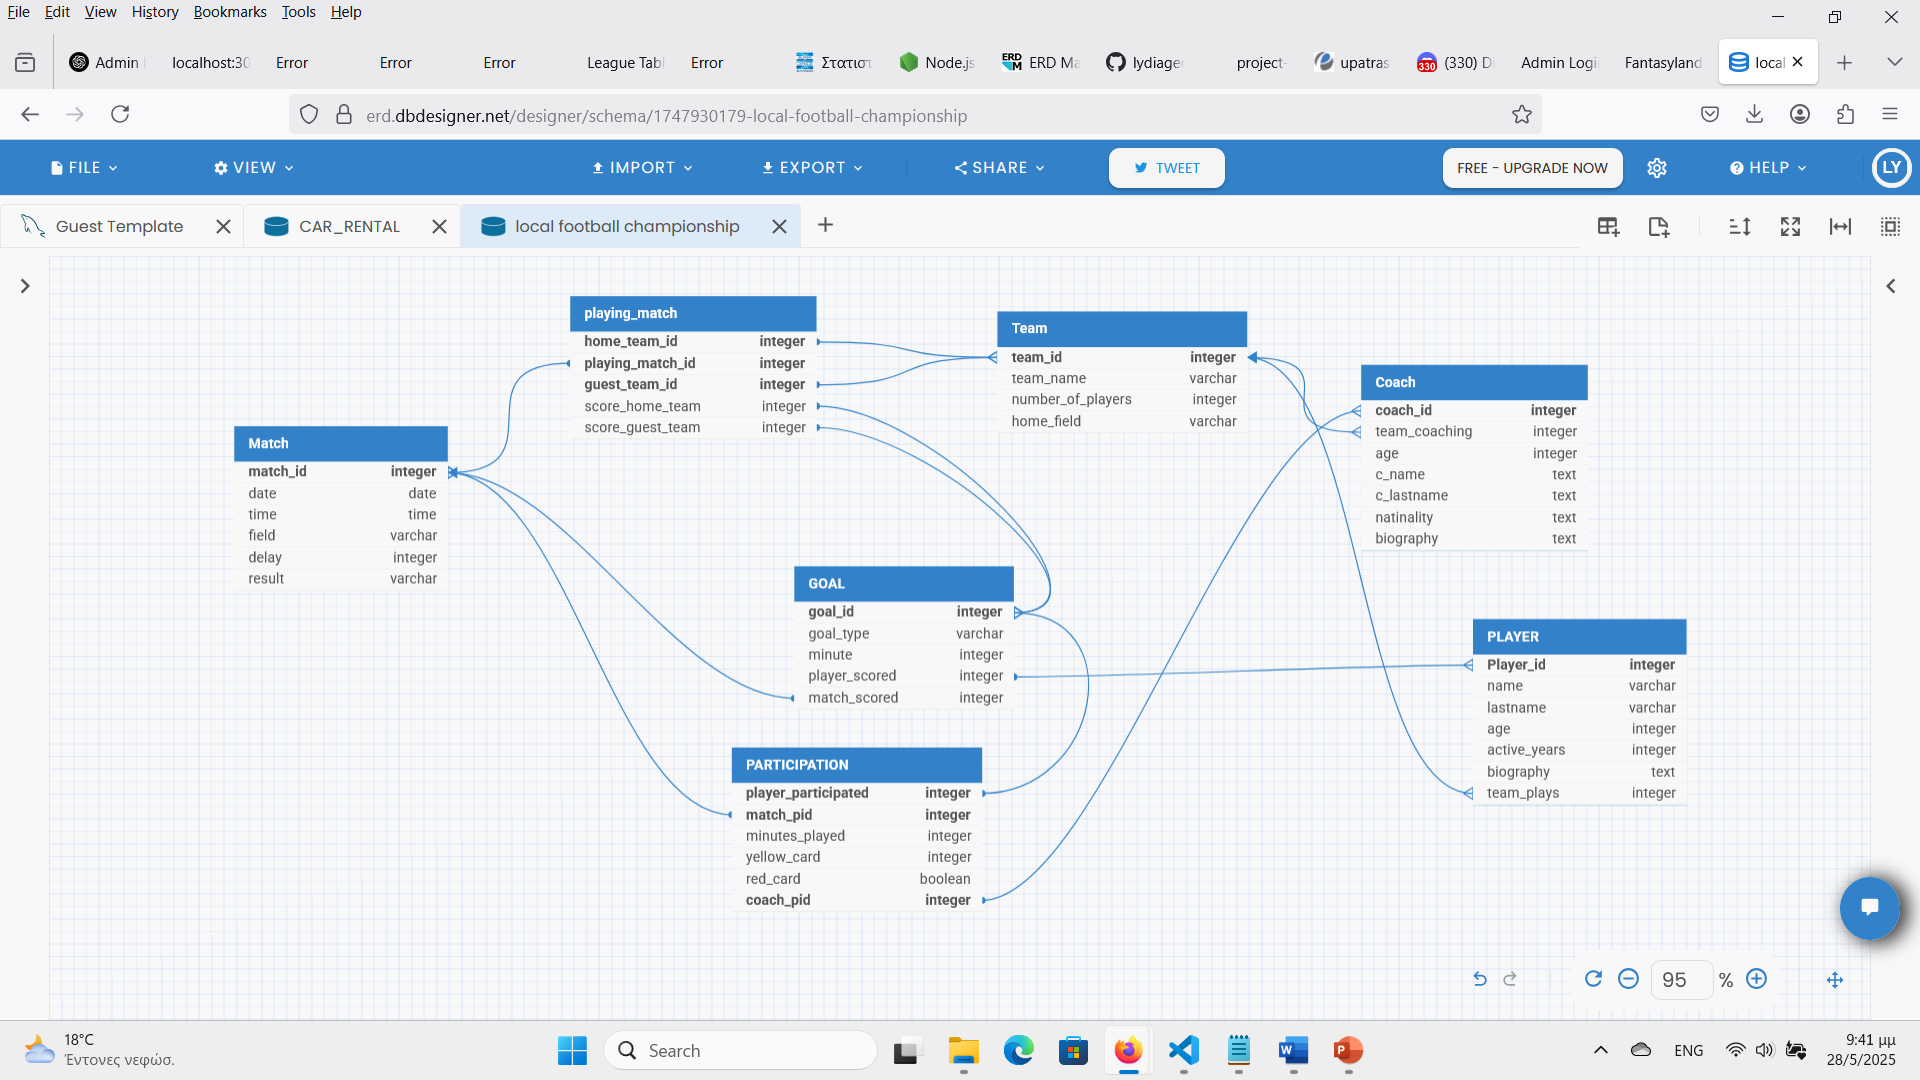 File Edit View History Bookmarks Tools Help
Admin
localhost:30
Error
Error
Error
League Tabl
Error
Στατιστ
Node.js
ERD Ma
lydiage
project-
upatras
(330) D
Admin Logi
Fantasyland
local
erd.dbdesigner.net/designer/schema/1747930179-local-football-championship
FILE VIEW IMPORT EXPORT SHARE TWEET FREE - UPGRADE NOW HELP LY
Guest Template
CAR_RENTAL
local football championship
playing_match
home_team_id integer
playing_match_id integer
guest_team_id integer
score_home_team integer
score_guest_team integer
Team
team_id integer
team_name varchar
number_of_players integer
home_field varchar
Coach
coach_id integer
team_coaching integer
age integer
c_name text
c_lastname text
natinality text
biography text
Match
match_id integer
date date
time time
field varchar
delay integer
result varchar
GOAL
goal_id integer
goal_type varchar
minute integer
player_scored integer
match_scored integer
PLAYER
Player_id integer
name varchar
lastname varchar
age integer
active_years integer
biography text
team_plays integer
PARTICIPATION
player_participated integer
match_pid integer
minutes_played integer
yellow_card integer
red_card boolean
coach_pid integer
95 %
18°C
Έντονες νεφώσ.
Search
ENG
9:41 μμ
28/5/2025